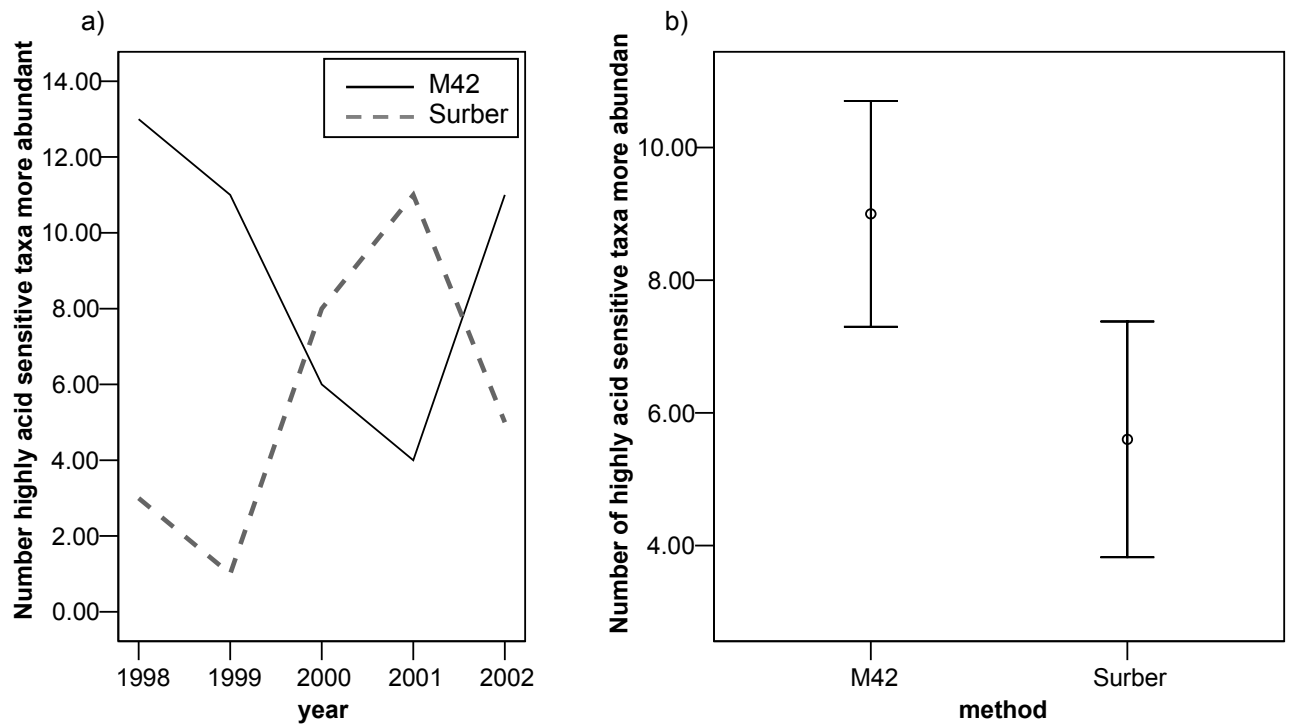 a)
Number highly acid sensitive taxa more abundant
14.00
12.00
10.00
8.00
6.00
4.00
2.00
0.00
M42
Surber
1998 1999 2000 2001 2002
year
b)
Number of highly acid sensitive taxa more abundan
10.00
8.00
6.00
4.00
M42 Surber
method